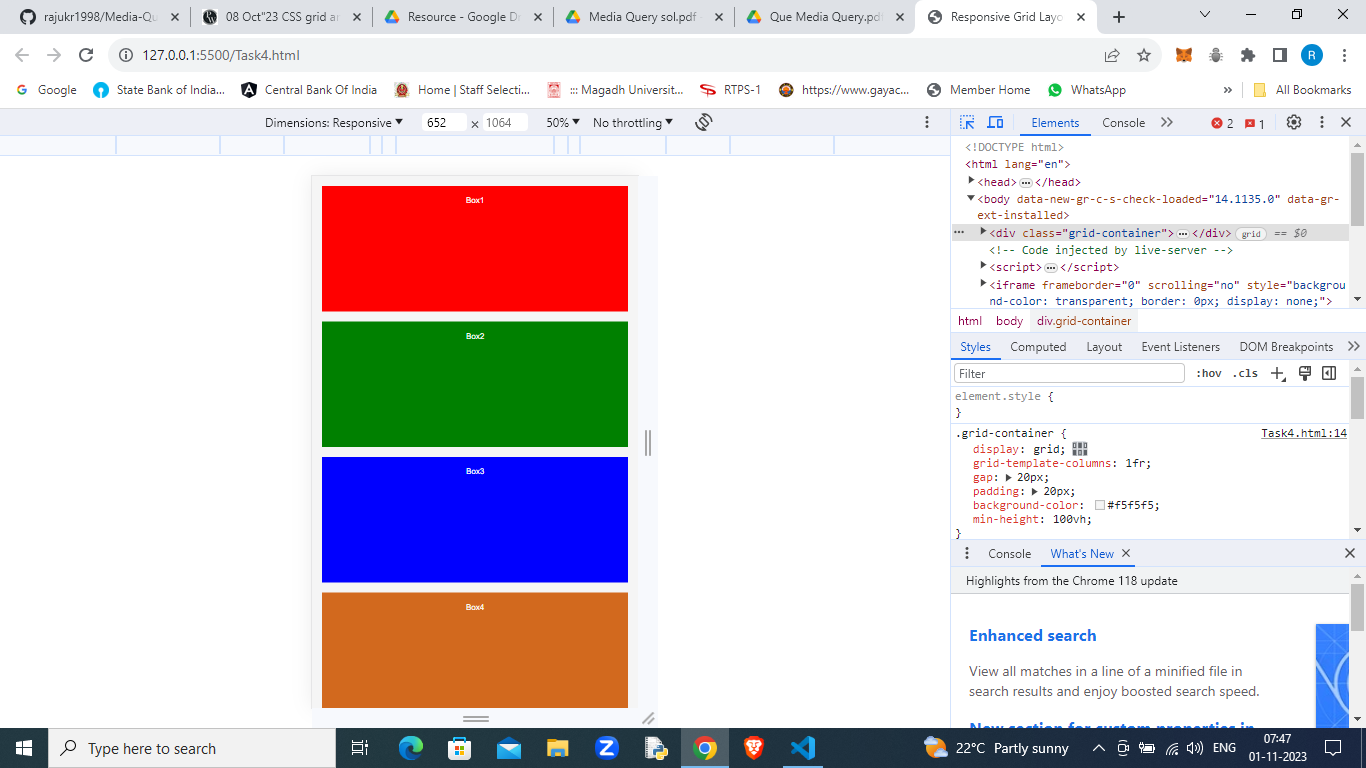 rajukr1998/Media-Qu
08 Oct"23 CSS grid an
Resource - Google Dr
Media Query sol.pdf
Que Media Query.pdf
Responsive Grid Layo
127.0.0.1:5500/Task4.html
R
Google
State Bank of India...
Central Bank Of India
Home | Staff Selecti...
::: Magadh Universit...
RTPS-1
https://www.gayac...
Member Home
WhatsApp
»
All Bookmarks
Dimensions: Responsive
652
x
1064
50%
No throttling
Elements
Console
2
1
Box1
Box2
Box3
Box4
<!DOCTYPE html>
<html lang="en">
<head>…</head>
<body data-new-gr-c-s-check-loaded="14.1135.0" data-gr-
ext-installed>
<div class="grid-container">…</div> grid == $0
<!-- Code injected by live-server -->
<script>…</script>
<iframe frameborder="0" scrolling="no" style="backgrou
nd-color: transparent; border: 0px; display: none;">
html body div.grid-container
Styles Computed Layout Event Listeners DOM Breakpoints
Filter
:hov .cls
element.style {
}
.grid-container {
Task4.html:14
display: grid;
grid-template-columns: 1fr;
gap: 20px;
padding: 20px;
background-color: #f5f5f5;
min-height: 100vh;
}
Console
What's New
Highlights from the Chrome 118 update
Enhanced search
View all matches in a line of a minified file in
search results and enjoy boosted search speed.
New section for custom properties in
Type here to search
22°C Partly sunny
ENG
07:47
01-11-2023